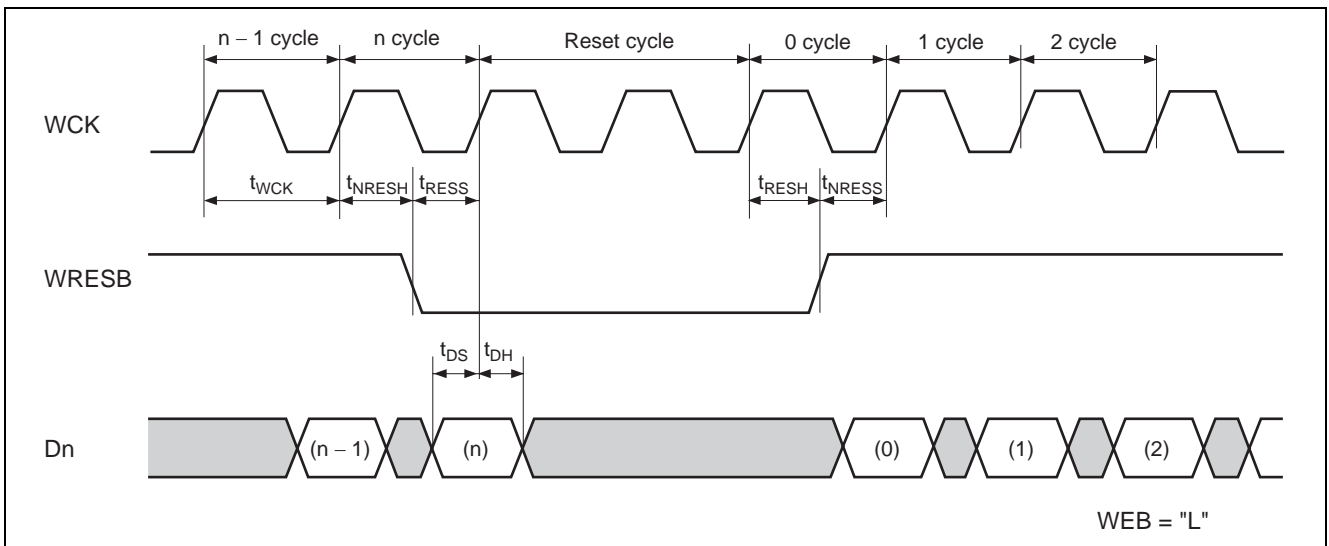 n – 1 cycle n cycle Reset cycle 0 cycle 1 cycle 2 cycle
WCK
tWCK tNRESH tRESS tRESH tNRESS
WRESB
tDS tDH
Dn (n – 1) (n) (0) (1) (2)
WEB = "L"